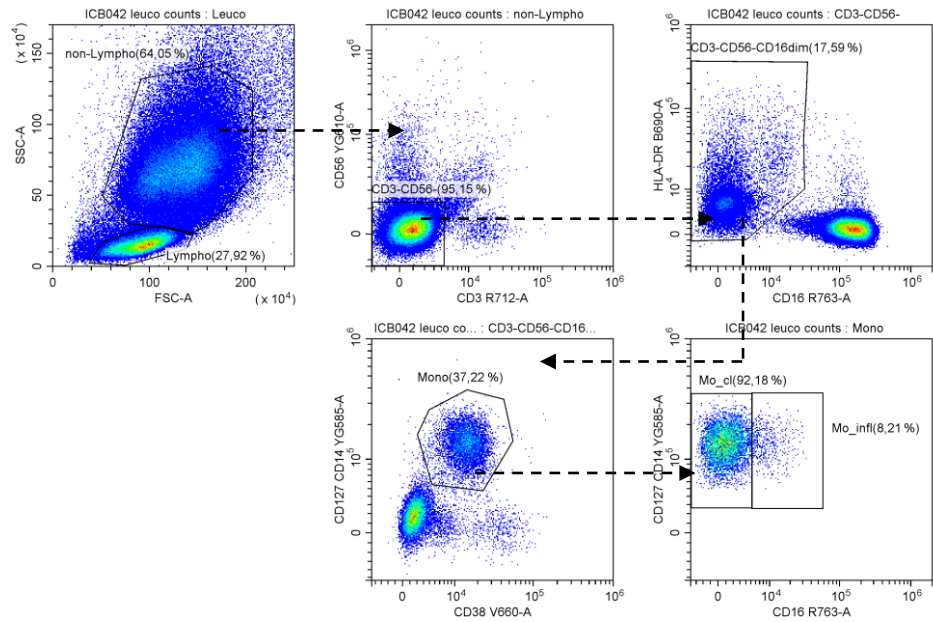 ICB042 leuco counts : Leuco
(x 10⁴)
150
100
50
0
SSC-A
non-Lympho(64,05 %)
Lympho(27,92 %)
0
100
200
FSC-A
(x 10⁴)
ICB042 leuco counts : non-Lympho
10⁶
10⁵
10⁴
0
CD56 YG610-A
CD3-CD56-(95,15 %)
0
10⁴
10⁵
10⁶
CD3 R712-A
ICB042 leuco counts : CD3-CD56-
10⁶
10⁵
10⁴
0
HLA-DR B690-A
CD3-CD56-CD16dim(17,59 %)
0
10⁴
10⁵
10⁶
CD16 R763-A
ICB042 leuco co... : CD3-CD56-CD16...
10⁶
10⁵
0
CD127 CD14 YG585-A
Mono(37,22 %)
0
10⁴
10⁵
10⁶
CD38 V660-A
ICB042 leuco counts : Mono
10⁶
10⁵
0
CD127 CD14 YG585-A
Mo_cl(92,18 %)
Mo_infl(8,21 %)
0
10⁴
10⁵
10⁶
CD16 R763-A